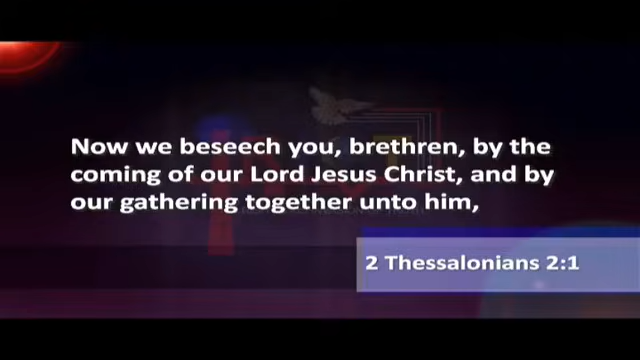 Now we beseech you, brethren, by the
coming of our Lord Jesus Christ, and by
our gathering together unto him,
2 Thessalonians 2:1